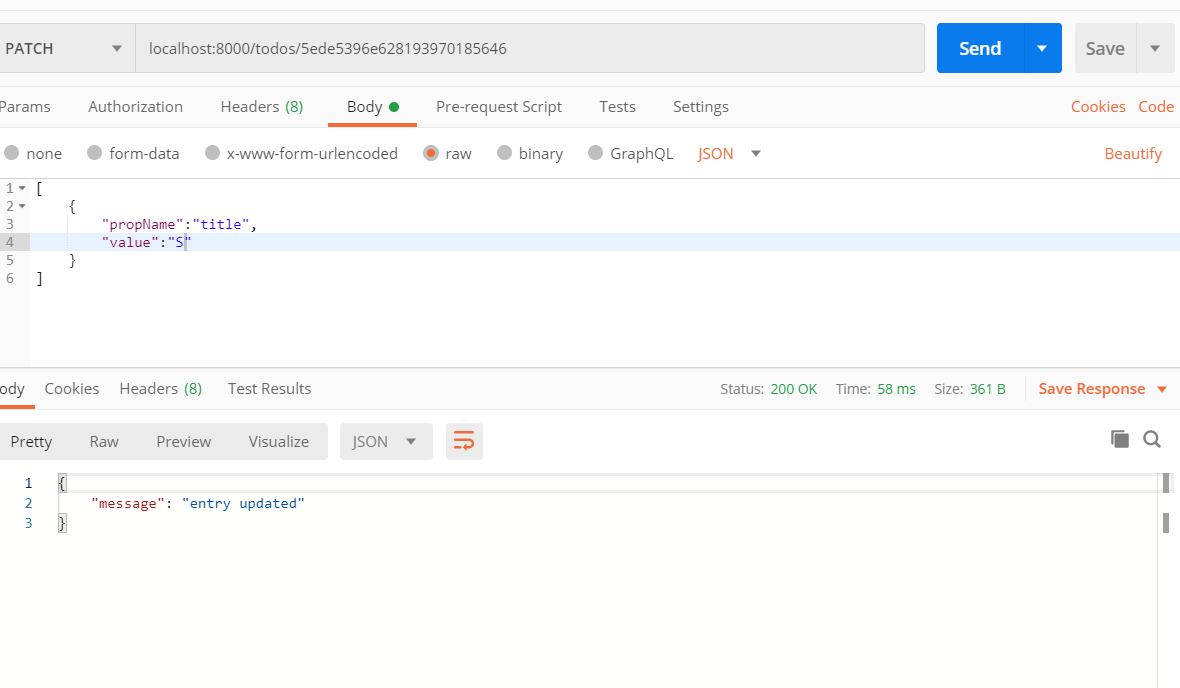 PATCH localhost:8000/todos/5ede5396e628193970185646 Send Save
Params Authorization Headers (8) Body Pre-request Script Tests Settings Cookies Code
none form-data x-www-form-urlencoded raw binary GraphQL JSON Beautify
1 [
2 {
3 "propName":"title",
4 "value":"S"
5 }
6 ]
ody Cookies Headers (8) Test Results Status: 200 OK Time: 58 ms Size: 361 B Save Response
Pretty Raw Preview Visualize JSON
1 {
2 "message": "entry updated"
3 }